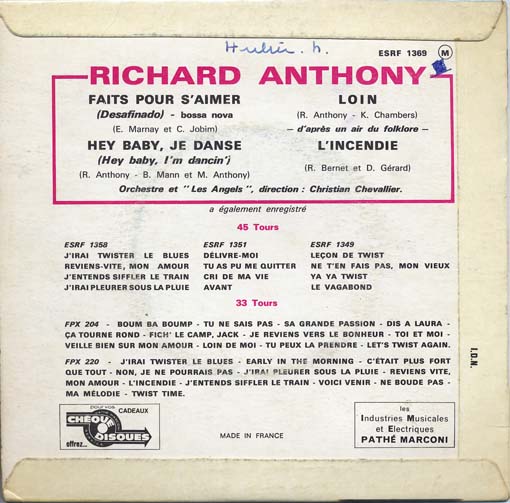 ESRF 1369 M
RICHARD ANTHONY
FAITS POUR S'AIMER
(Desafinado) - bossa nova
(E. Marnay et C. Jobim)
HEY BABY, JE DANSE
(Hey baby, I'm dancin')
(R. Anthony - B. Mann et M. Anthony)
LOIN
(R. Anthony - K. Chambers)
— d'après un air du folklore —
L'INCENDIE
(R. Bernet et D. Gérard)
Orchestre et " Les Angels ", direction : Christian Chevallier.
a également enregistré
45 Tours
ESRF 1358
J'IRAI TWISTER LE BLUES
REVIENS-VITE, MON AMOUR
J'ENTENDS SIFFLER LE TRAIN
J'IRAI PLEURER SOUS LA PLUIE
ESRF 1351
DÉLIVRE-MOI
TU AS PU ME QUITTER
CRI DE MA VIE
AVANT
ESRF 1349
LEÇON DE TWIST
NE T'EN FAIS PAS, MON VIEUX
YA YA TWIST
LE VAGABOND
33 Tours
FPX 204 - BOUM BA BOUMP - TU NE SAIS PAS - SA GRANDE PASSION - DIS A LAURA -
ÇA TOURNE ROND - FICH' LE CAMP, JACK - JE REVIENS VERS LE BONHEUR - TOI ET MOI -
VEILLE BIEN SUR MON AMOUR - LOIN DE MOI - TU PEUX LA PRENDRE - LET'S TWIST AGAIN.
FPX 220 - J'IRAI TWISTER LE BLUES - EARLY IN THE MORNING - C'ÉTAIT PLUS FORT
QUE TOUT - NON, JE NE POURRAIS PAS - J'IRAI PLEURER SOUS LA PLUIE - REVIENS VITE,
MON AMOUR - L'INCENDIE - J'ENTENDS SIFFLER LE TRAIN - VOICI VENIR - NE BOUDE PAS -
MA MÉLODIE - TWIST TIME.
I.D.N.
pour vos CADEAUX
CHEQUE
DISQUES
offrez...
MADE IN FRANCE
les
Industries Musicales
et Electriques
PATHÉ MARCONI